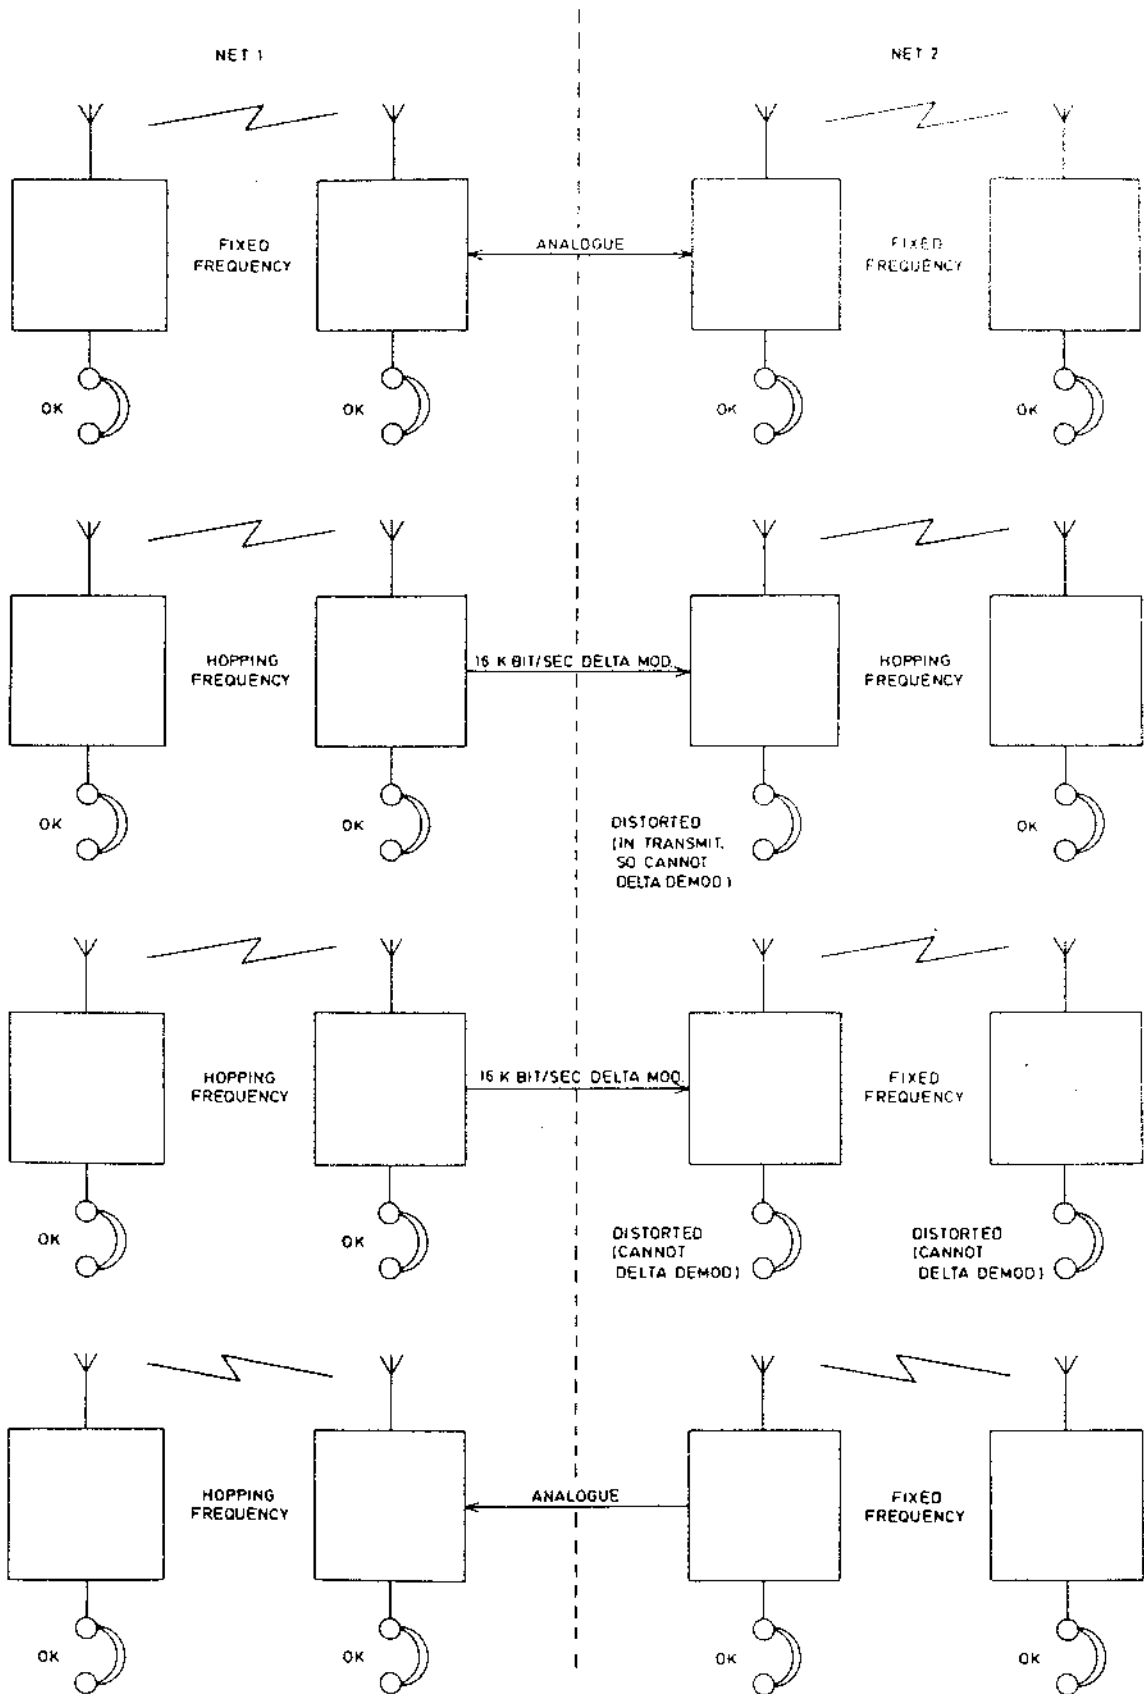 NET 1
NET 2
FIXED
FREQUENCY
ANALOGUE
FIXED
FREQUENCY
OK
OK
OK
OK
HOPPING
FREQUENCY
16 K BIT/SEC DELTA MOD.
HOPPING
FREQUENCY
OK
OK
DISTORTED
(IN TRANSMIT,
SO CANNOT
DELTA DEMOD)
OK
HOPPING
FREQUENCY
16 K BIT/SEC DELTA MOD.
FIXED
FREQUENCY
OK
OK
DISTORTED
(CANNOT
DELTA DEMOD)
DISTORTED
(CANNOT
DELTA DEMOD)
HOPPING
FREQUENCY
ANALOGUE
FIXED
FREQUENCY
OK
OK
OK
OK